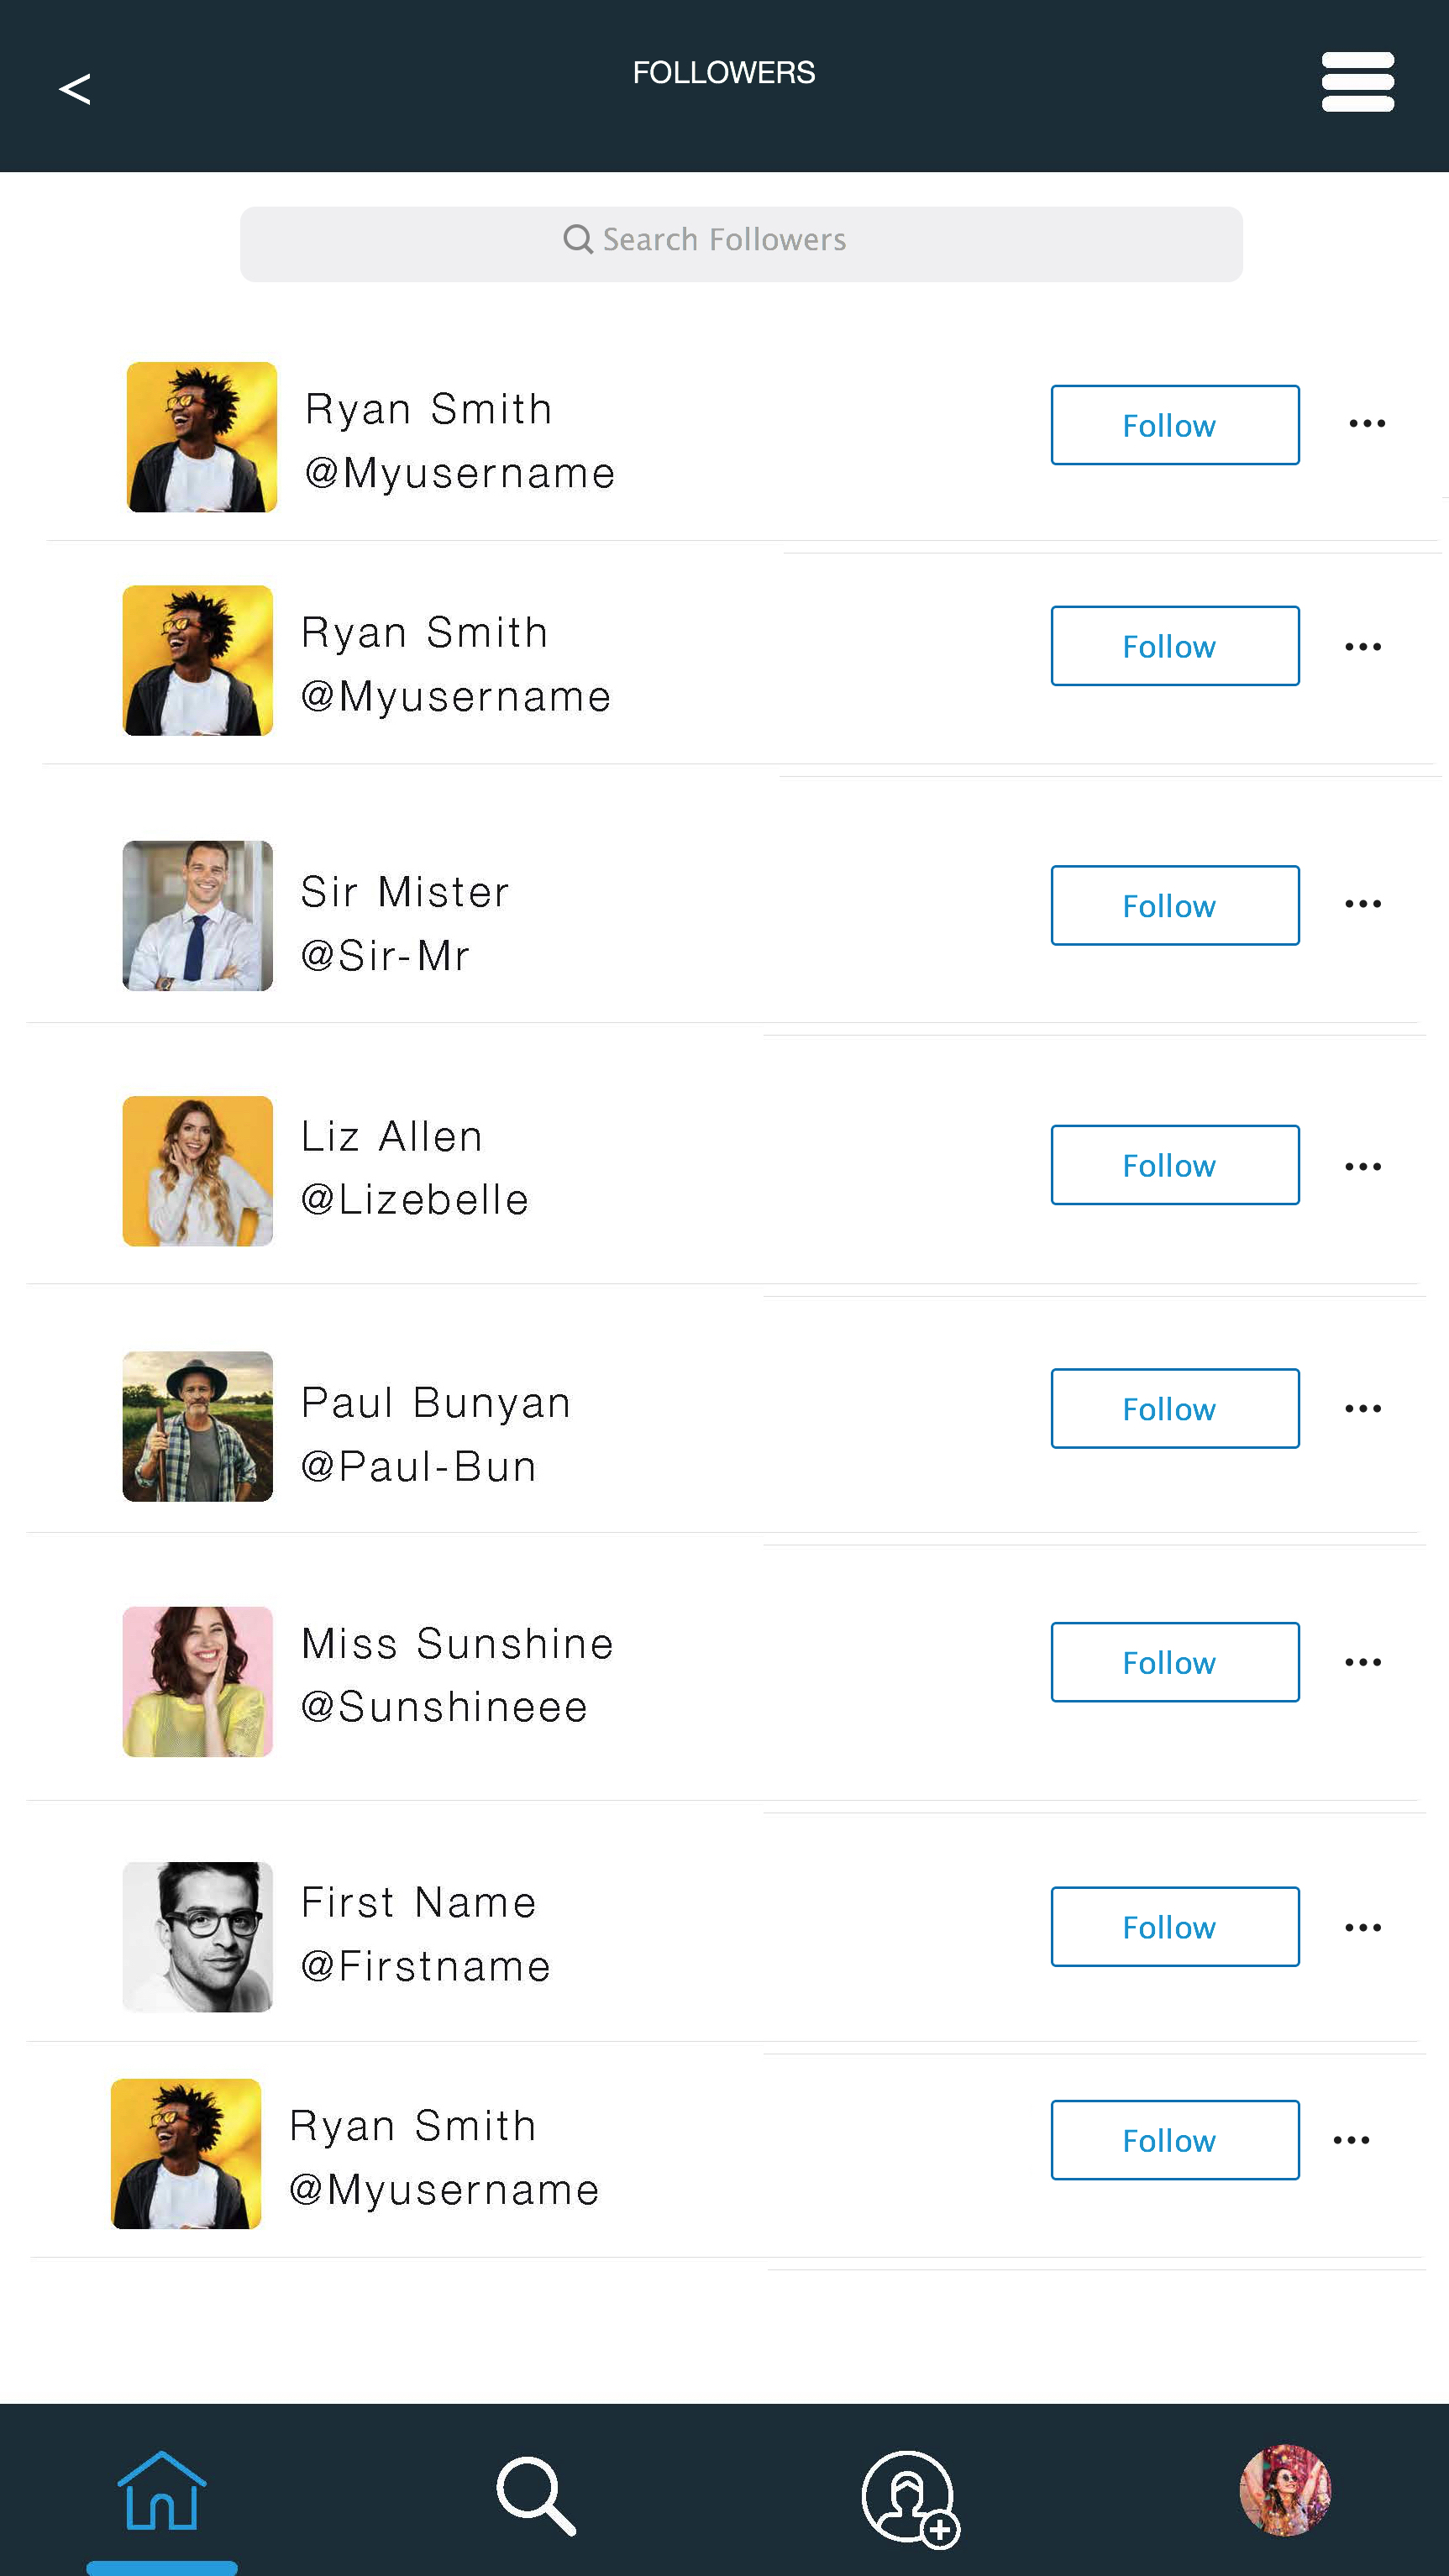 <
FOLLOWERS
Search Followers
Ryan Smith
@Myusername
Follow
Ryan Smith
@Myusername
Follow
Sir Mister
@Sir-Mr
Follow
Liz Allen
@Lizebelle
Follow
Paul Bunyan
@Paul-Bun
Follow
Miss Sunshine
@Sunshineee
Follow
First Name
@Firstname
Follow
Ryan Smith
@Myusername
Follow